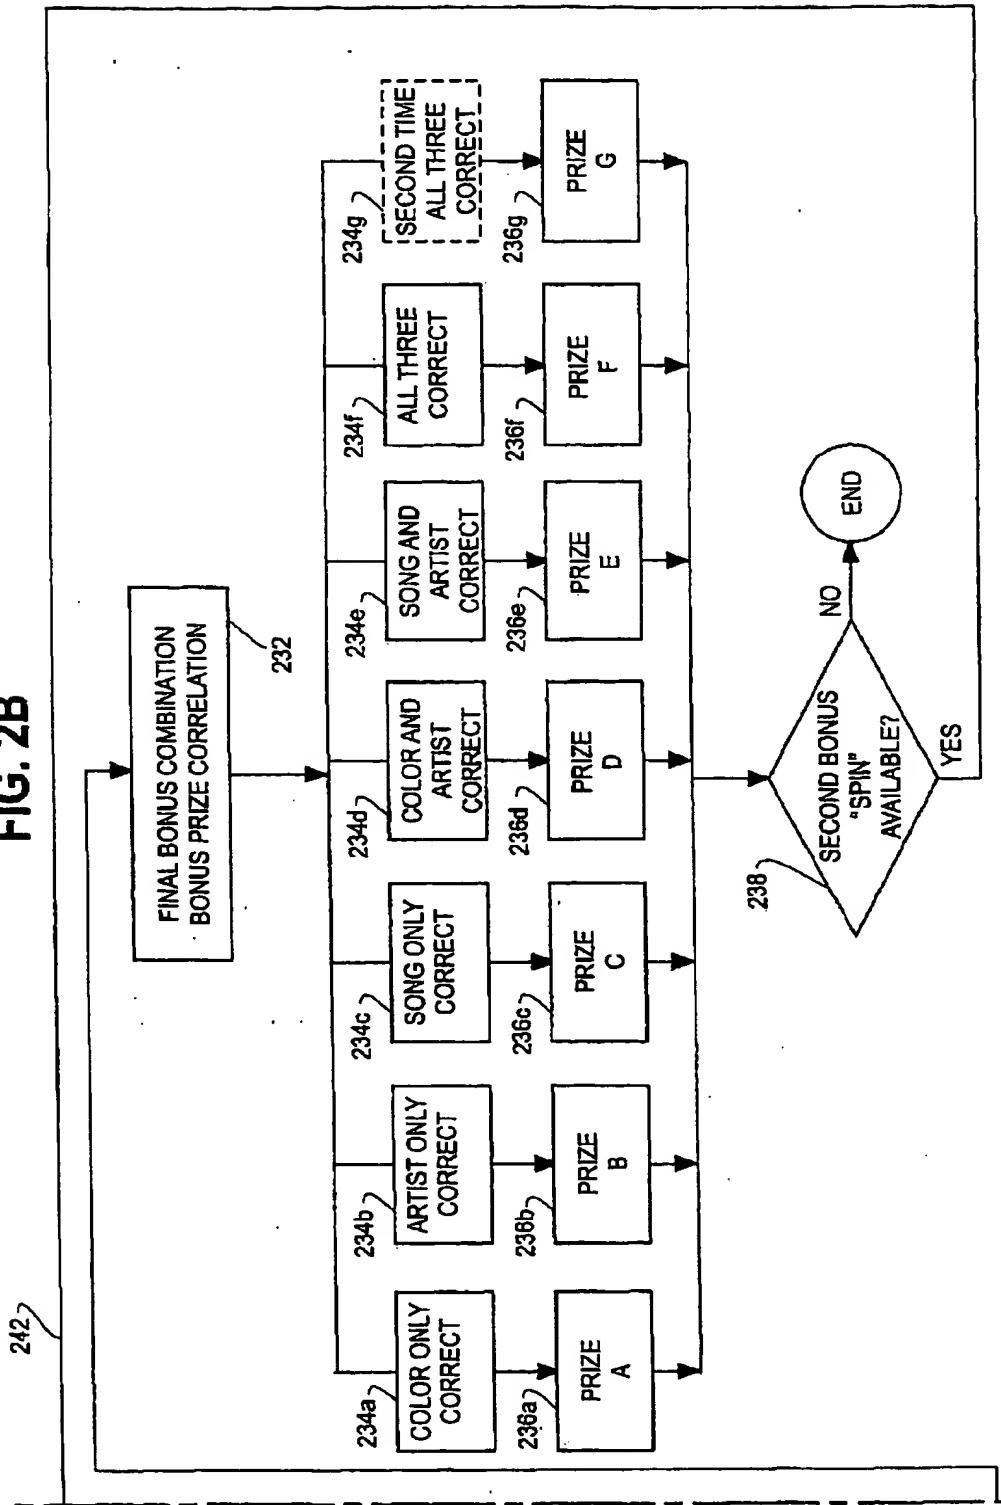 FIG. 2B
242
FINAL BONUS COMBINATION
BONUS PRIZE CORRELATION
232
234a
COLOR ONLY
CORRECT
234b
ARTIST ONLY
CORRECT
234c
SONG ONLY
CORRECT
234d
COLOR AND
ARTIST
CORRECT
234e
SONG AND
ARTIST
CORRECT
234f
ALL THREE
CORRECT
234g
SECOND TIME
ALL THREE
CORRECT
236a
PRIZE
A
236b
PRIZE
B
236c
PRIZE
C
236d
PRIZE
D
236e
PRIZE
E
236f
PRIZE
F
236g
PRIZE
G
238
SECOND BONUS
"SPIN"
AVAILABLE?
NO
END
YES